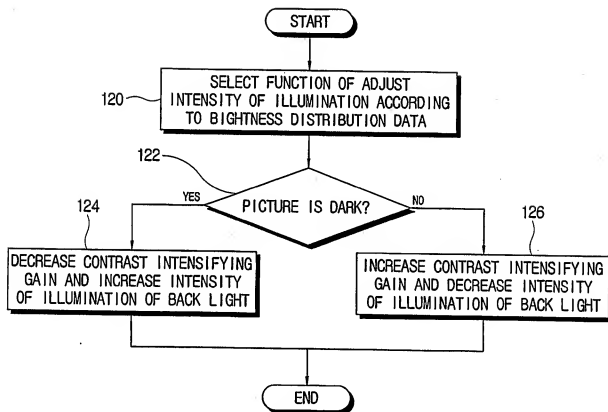 START
120
SELECT FUNCTION OF ADJUST
INTENSITY OF ILLUMINATION ACCORDING
TO BIGHTNESS DISTRIBUTION DATA
122
YES
PICTURE IS DARK?
NO
124
DECREASE CONTRAST INTENSIFYING
GAIN AND INCREASE INTENSITY
OF ILLUMINATION OF BACK LIGHT
126
INCREASE CONTRAST INTENSIFYING
GAIN AND DECREASE INTENSITY
OF ILLUMINATION OF BACK LIGHT
END